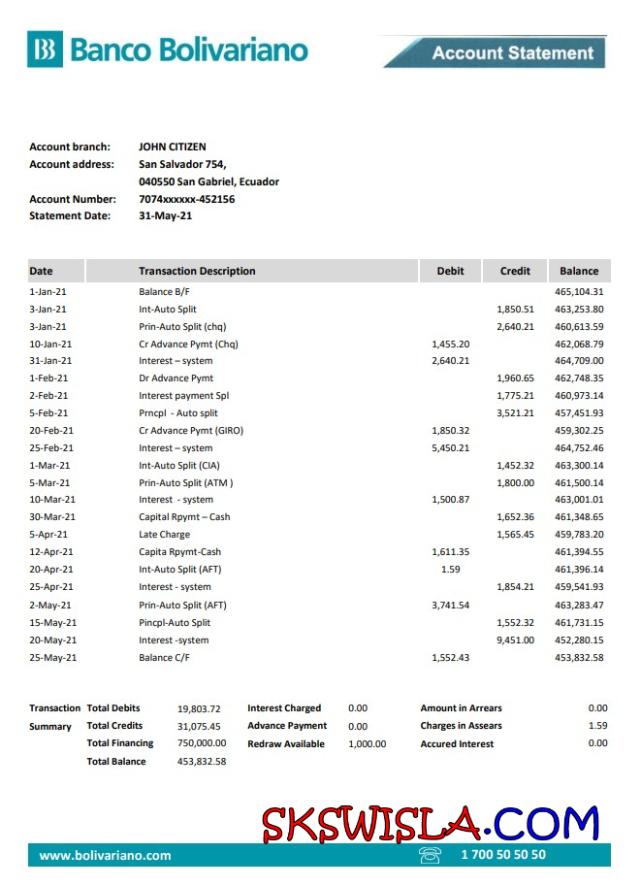 Banco Bolivariano
Account Statement
Account branch: JOHN CITIZEN
Account address: San Salvador 754,
040550 San Gabriel, Ecuador
Account Number: 7074xxxxxx-452156
Statement Date: 31-May-21
Date Transaction Description Debit Credit Balance
1-Jan-21 Balance B/F 465,104.31
3-Jan-21 Int-Auto Split 1,850.51 463,253.80
3-Jan-21 Prin-Auto Split (chq) 2,640.21 460,613.59
10-Jan-21 Cr Advance Pymt (Chq) 1,455.20 462,068.79
31-Jan-21 Interest – system 2,640.21 464,709.00
1-Feb-21 Dr Advance Pymt 1,960.65 462,748.35
2-Feb-21 Interest payment Spl 1,775.21 460,973.14
5-Feb-21 Prncpl - Auto split 3,521.21 457,451.93
20-Feb-21 Cr Advance Pymt (GIRO) 1,850.32 459,302.25
25-Feb-21 Interest – system 5,450.21 464,752.46
1-Mar-21 Int-Auto Split (CIA) 1,452.32 463,300.14
5-Mar-21 Prin-Auto Split (ATM ) 1,800.00 461,500.14
10-Mar-21 Interest - system 1,500.87 463,001.01
30-Mar-21 Capital Rpymt – Cash 1,652.36 461,348.65
5-Apr-21 Late Charge 1,565.45 459,783.20
12-Apr-21 Capita Rpymt-Cash 1,611.35 461,394.55
20-Apr-21 Int-Auto Split (AFT) 1.59 461,396.14
25-Apr-21 Interest - system 1,854.21 459,541.93
2-May-21 Prin-Auto Split (AFT) 3,741.54 463,283.47
15-May-21 Pincpl-Auto Split 1,552.32 461,731.15
20-May-21 Interest -system 9,451.00 452,280.15
25-May-21 Balance C/F 1,552.43 453,832.58
Transaction Total Debits 19,803.72 Interest Charged 0.00 Amount in Arrears 0.00
Summary Total Credits 31,075.45 Advance Payment 0.00 Charges in Assears 1.59
Total Financing 750,000.00 Redraw Available 1,000.00 Accured Interest 0.00
Total Balance 453,832.58
SKSWISLA.COM
www.bolivariano.com 1 700 50 50 50